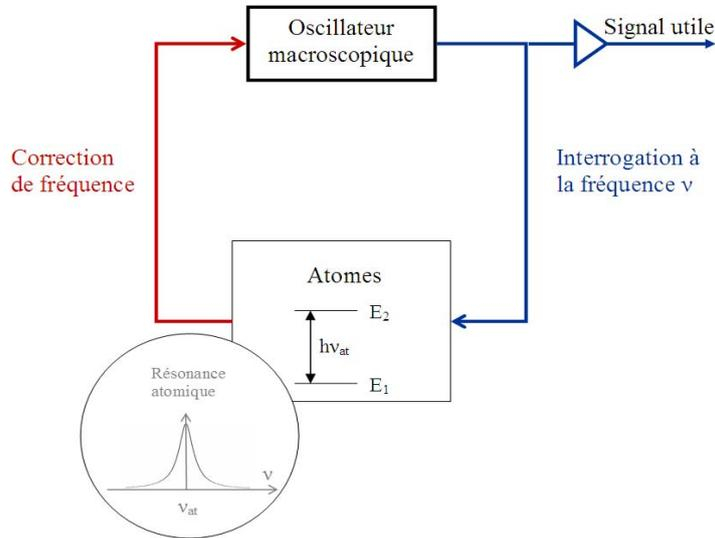 Oscillateur
macroscopique
Signal utile
Correction
de fréquence
Interrogation à
la fréquence ν
Atomes
E₂
hνat
E₁
Résonance
atomique
ν
νat